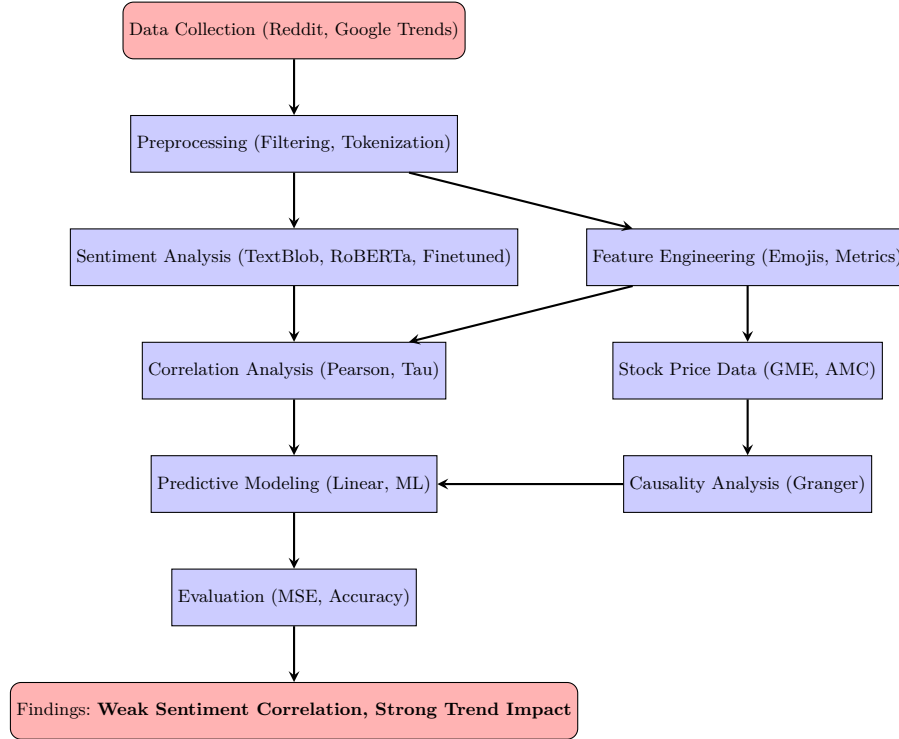 Data Collection (Reddit, Google Trends)
Preprocessing (Filtering, Tokenization)
Sentiment Analysis (TextBlob, RoBERTa, Finetuned)
Feature Engineering (Emojis, Metrics)
Correlation Analysis (Pearson, Tau)
Stock Price Data (GME, AMC)
Predictive Modeling (Linear, ML)
Causality Analysis (Granger)
Evaluation (MSE, Accuracy)
Findings: Weak Sentiment Correlation, Strong Trend Impact